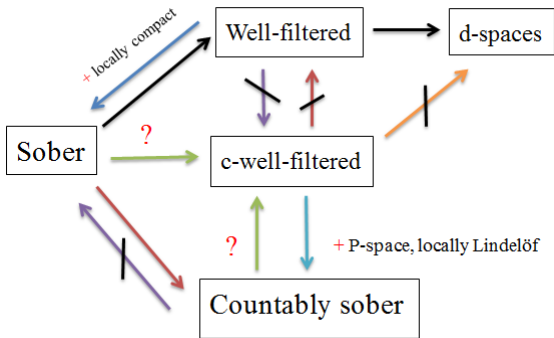 Well-filtered
d-spaces
+ locally compact
?
Sober
c-well-filtered
?
+ P-space, locally Lindelöf
Countably sober